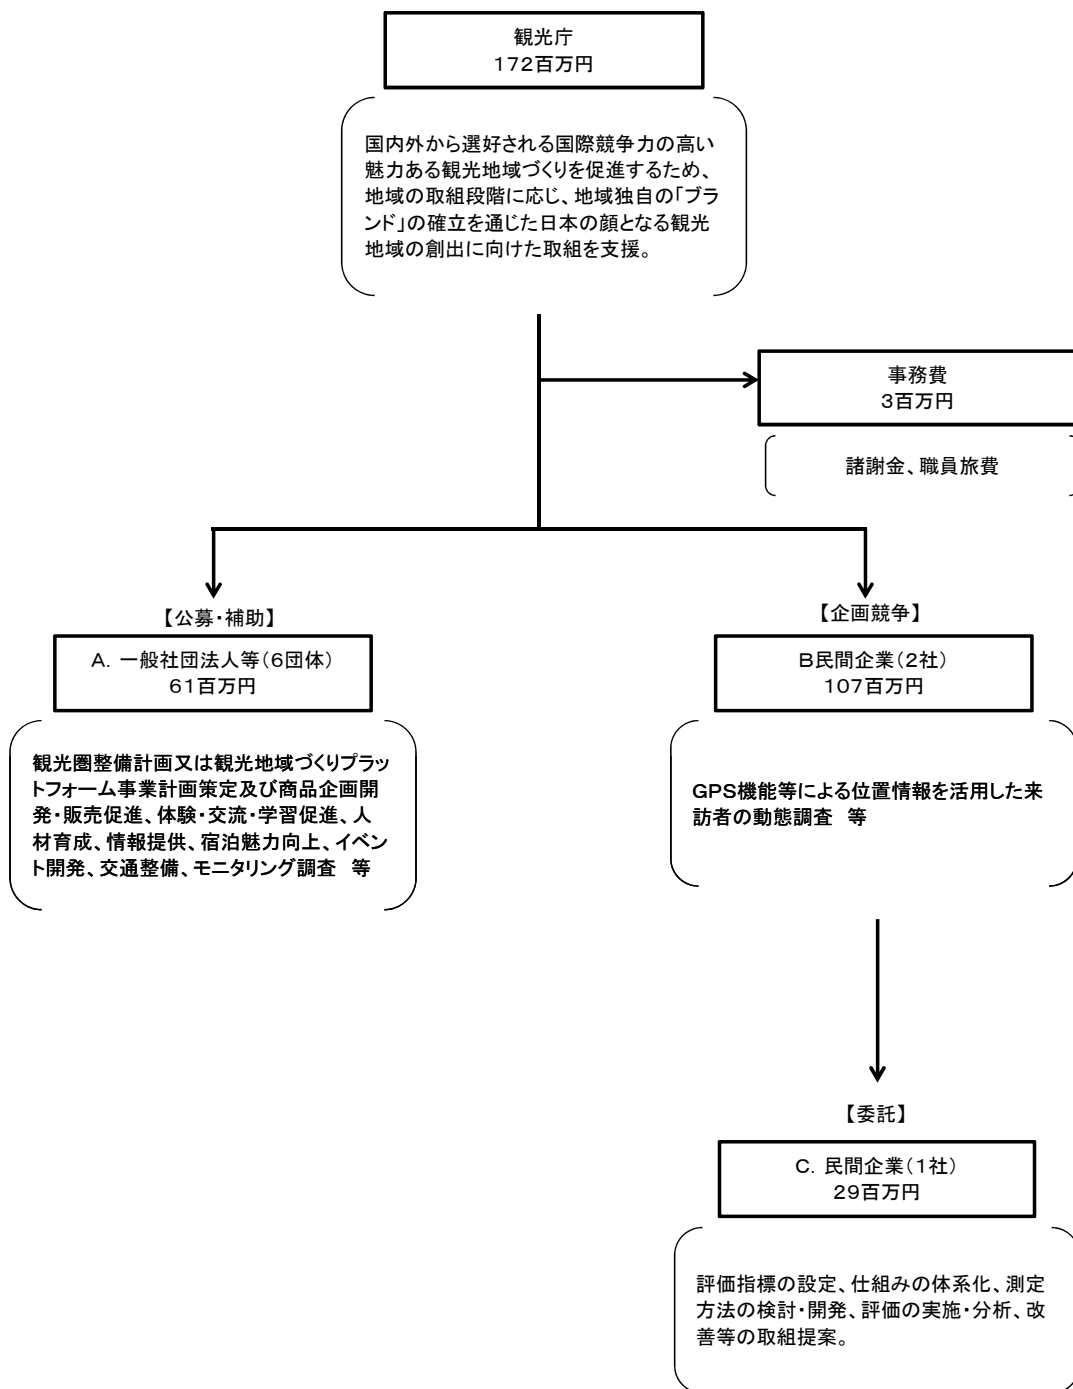 観光庁
172百万円
国内外から選好される国際競争力の高い
魅力ある観光地域づくりを促進するため、
地域の取組段階に応じ、地域独自の「ブラ
ンド」の確立を通じた日本の顔となる観光
地域の創出に向けた取組を支援。
事務費
3百万円
諸謝金、職員旅費
【公募・補助】
A. 一般社団法人等(6団体)
61百万円
観光圏整備計画又は観光地域づくりプラッ
トフォーム事業計画策定及び商品企画開
発・販売促進、体験・交流・学習促進、人
材育成、情報提供、宿泊魅力向上、イベン
ト開発、交通整備、モニタリング調査 等
【企画競争】
B民間企業(2社)
107百万円
GPS機能等による位置情報を活用した来
訪者の動態調査 等
【委託】
C. 民間企業(1社)
29百万円
評価指標の設定、仕組みの体系化、測定
方法の検討・開発、評価の実施・分析、改
善等の取組提案。